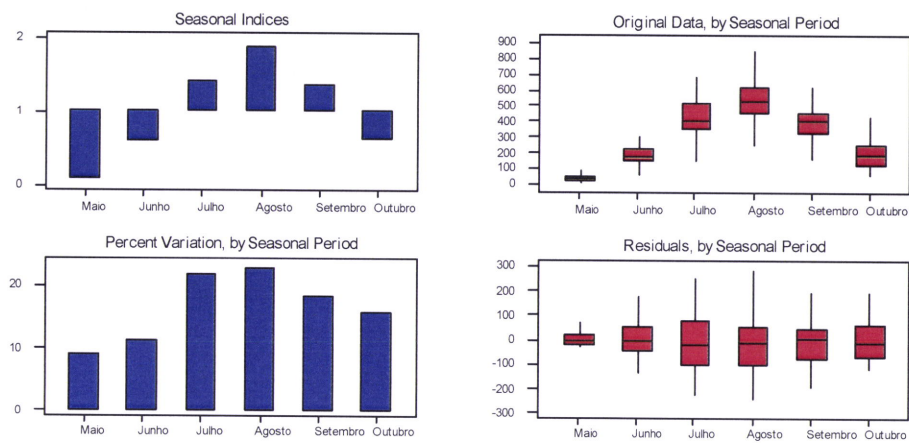 Seasonal Indices
2
1
0
Maio Junho Julho Agosto Setembro Outubro
Original Data, by Seasonal Period
900
800
700
600
500
400
300
200
100
0
Maio Junho Julho Agosto Setembro Outubro
Percent Variation, by Seasonal Period
20
10
0
Maio Junho Julho Agosto Setembro Outubro
Residuals, by Seasonal Period
300
200
100
0
-100
-200
-300
Maio Junho Julho Agosto Setembro Outubro